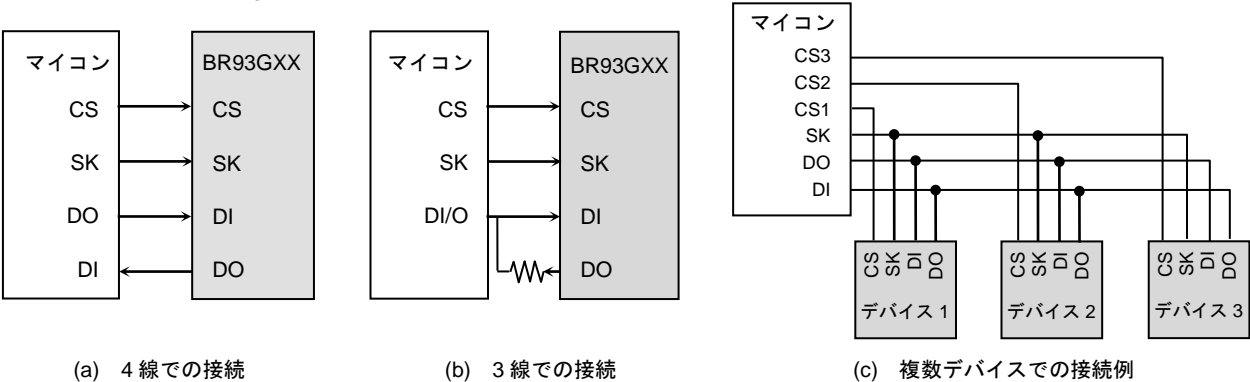 マイコン
CS
SK
DO
DI
BR93GXX
CS
SK
DI
DO
(a) 4線での接続
マイコン
CS
SK
DI/O
BR93GXX
CS
SK
DI
DO
(b) 3線での接続
マイコン
CS3
CS2
CS1
SK
DO
DI
CS
SK
DI
DO
デバイス 1
CS
SK
DI
DO
デバイス 2
CS
SK
DI
DO
デバイス 3
(c) 複数デバイスでの接続例